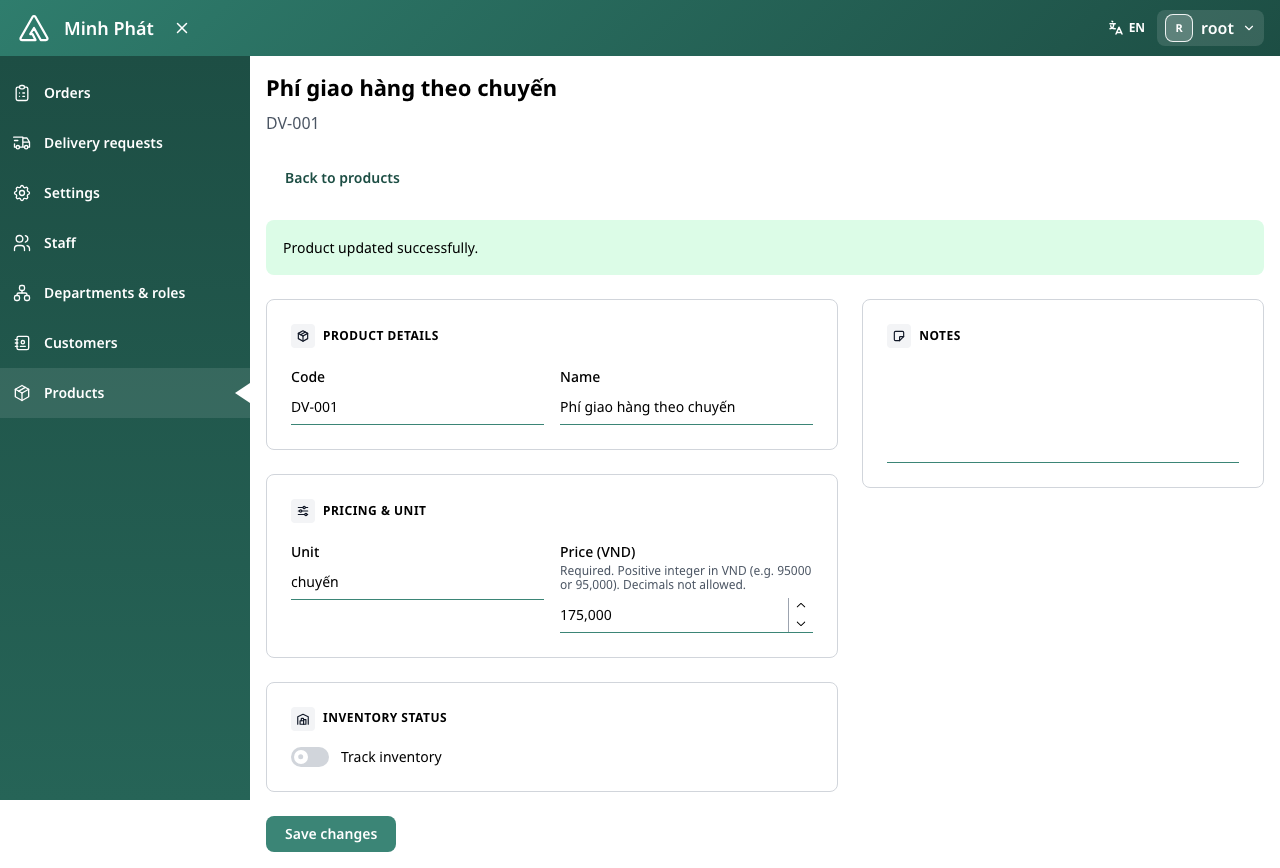 Minh Phát
EN
R
root
Orders
Delivery requests
Settings
Staff
Departments & roles
Customers
Products
Phí giao hàng theo chuyến
DV-001
Back to products
Product updated successfully.
PRODUCT DETAILS
Code
Name
DV-001
Phí giao hàng theo chuyến
NOTES
PRICING & UNIT
Unit
chuyến
Price (VND)
Required. Positive integer in VND (e.g. 95000
or 95,000). Decimals not allowed.
175,000
INVENTORY STATUS
Track inventory
Save changes